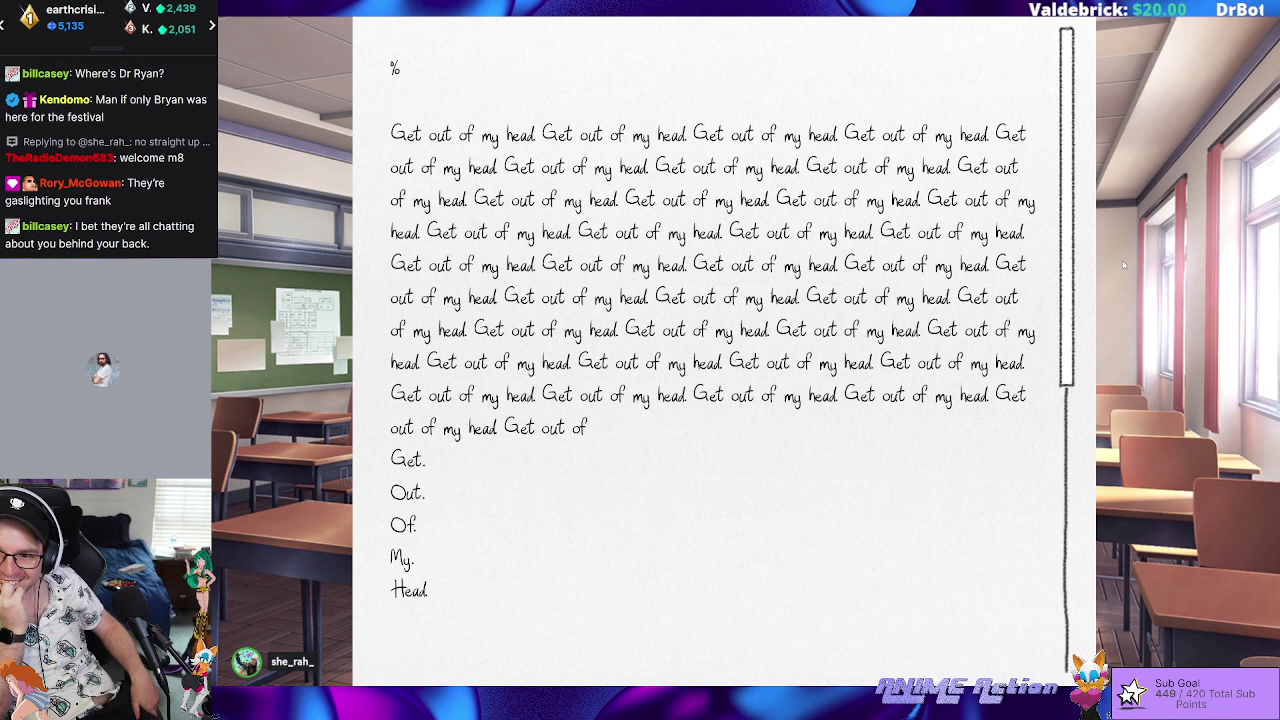 earthcrisi...
5,135
V. 2,439
K. 2,051
billcasey: Where's Dr Ryan?
Kendomo: Man if only Bryan was
here for the festival
Replying to @she_rah_: no straight up ...
TheRadioDemon683: welcome m8
Rory_McGowan: They're
gaslighting you frank
billcasey: I bet they're all chatting
about you behind your back.
she_rah_
Valdebrick: $20.00 DrBot
%
Get out of my head. Get out of my head. Get out of my head. Get out of my head. Get
out of my head. Get out of my head. Get out of my head. Get out of my head. Get out
of my head. Get out of my head. Get out of my head. Get out of my head. Get out of my
head. Get out of my head. Get out of my head. Get out of my head. Get out of my head.
Get out of my head. Get out of my head. Get out of my head. Get out of my head. Get
out of my head. Get out of my head. Get out of my head. Get out of my head. Get out
of my head. Get out of my head. Get out of my head. Get out of my head. Get out of my
head. Get out of my head. Get out of my head. Get out of my head. Get out of my head.
Get out of my head. Get out of my head. Get out of my head. Get out of my head. Get
out of my head. Get out of
Get.
Out.
Of.
My.
Head.
ANIME Action
Sub Goal
449 / 420 Total Sub
Points